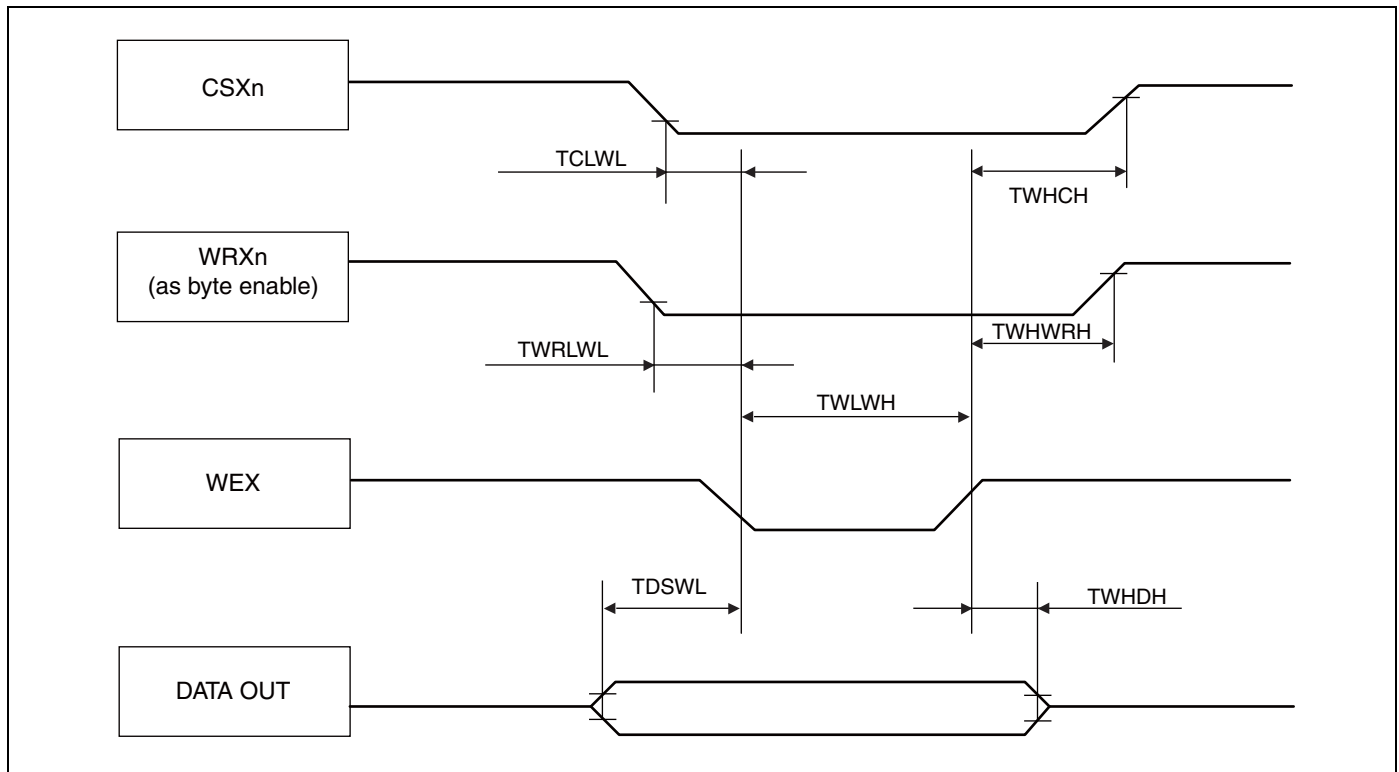 CSXn
TCLWL
TWHCH
WRXn
(as byte enable)
TWHWRH
TWRLWL
TWLWH
WEX
TDSWL
TWHDH
DATA OUT